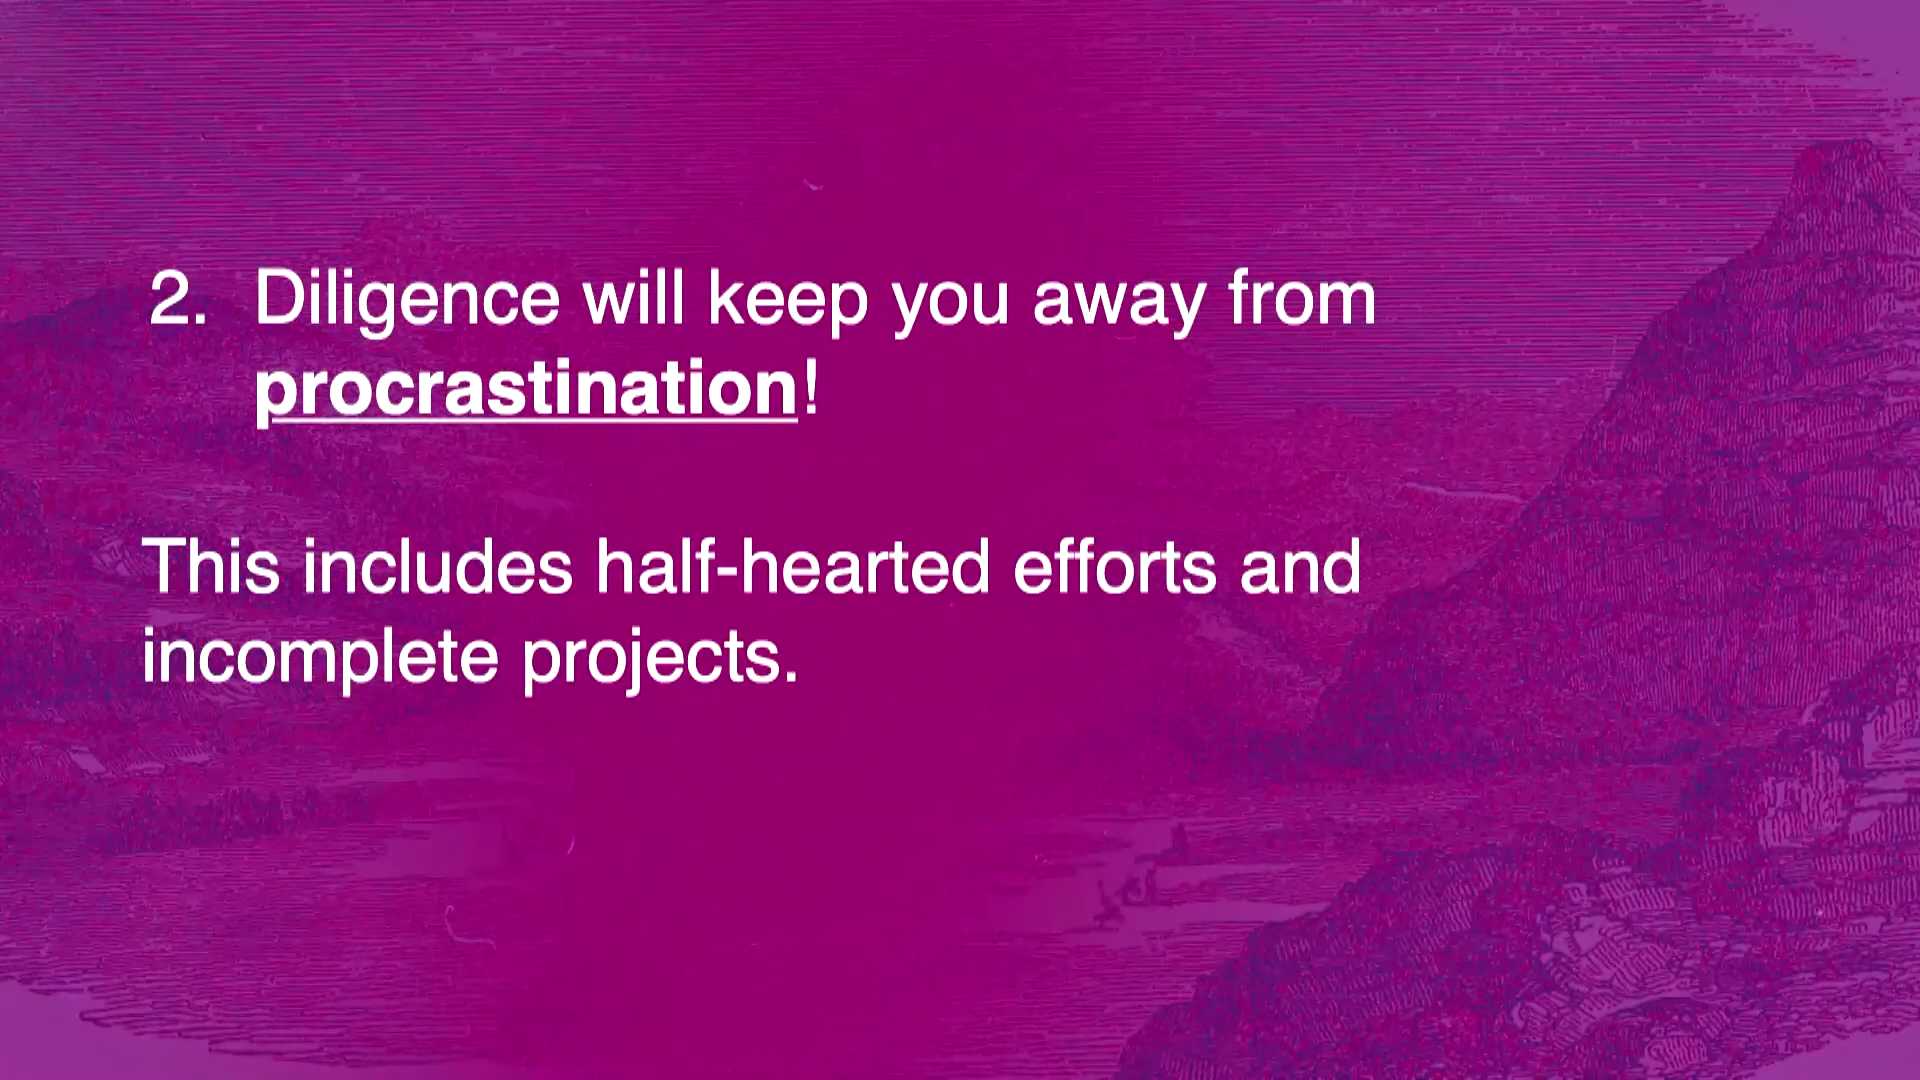 2. Diligence will keep you away from
procrastination!
This includes half-hearted efforts and
incomplete projects.